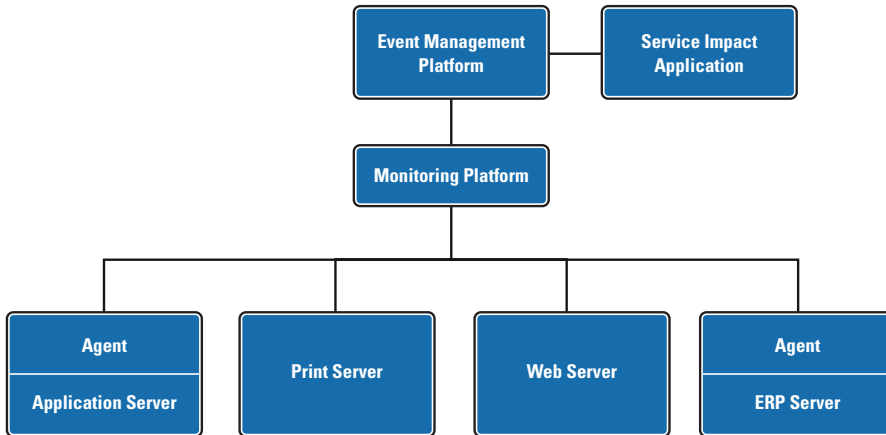 Event Management
Platform
Service Impact
Application
Monitoring Platform
Agent
Application Server
Print Server
Web Server
Agent
ERP Server